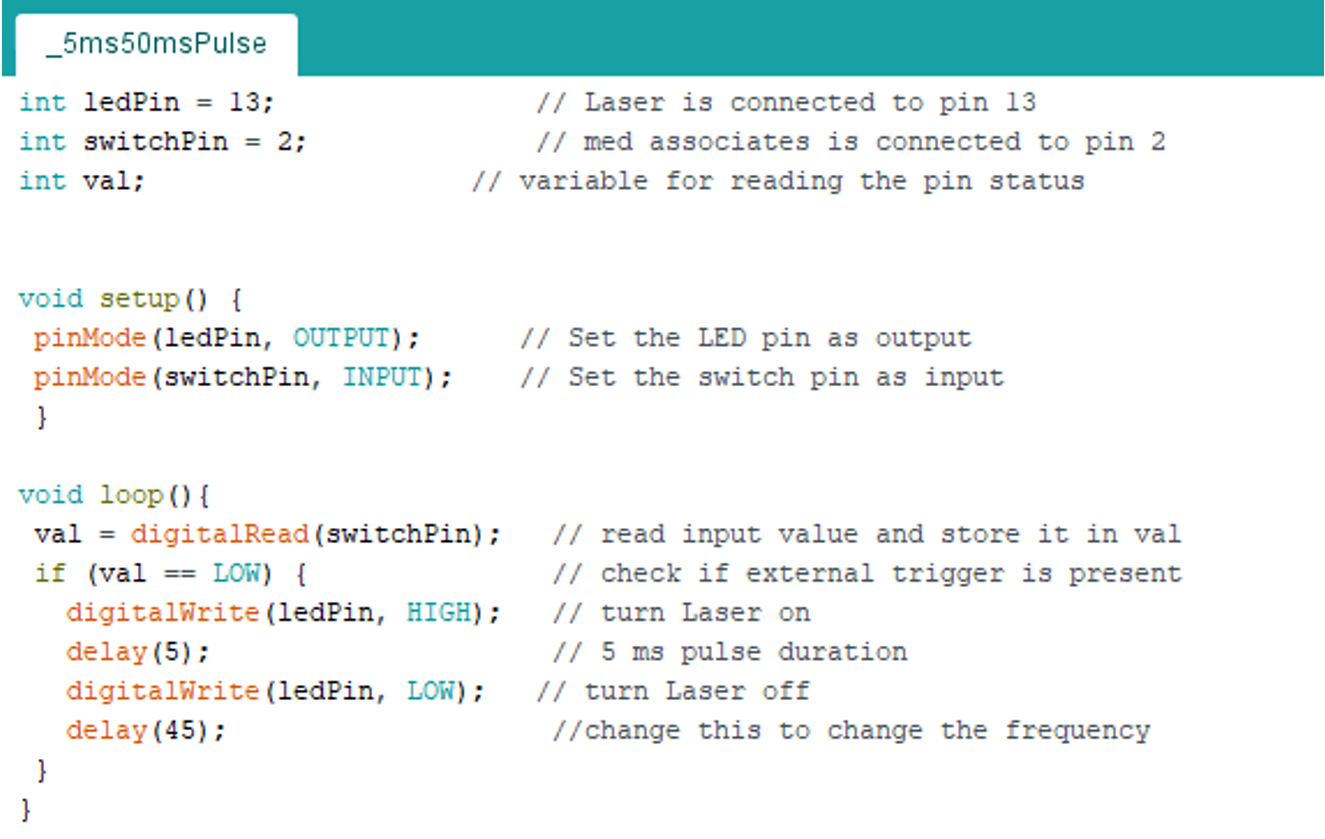 _5ms50msPulse
int ledPin = 13;                // Laser is connected to pin 13
int switchPin = 2;              // med associates is connected to pin 2
int val;                    // variable for reading the pin status
void setup() {
 pinMode(ledPin, OUTPUT);      // Set the LED pin as output
 pinMode(switchPin, INPUT);    // Set the switch pin as input
 }
void loop(){
 val = digitalRead(switchPin);   // read input value and store it in val
 if (val == LOW) {               // check if external trigger is present
   digitalWrite(ledPin, HIGH);   // turn Laser on
   delay(5);                     // 5 ms pulse duration
   digitalWrite(ledPin, LOW);   // turn Laser off
   delay(45);                    //change this to change the frequency
 }
}